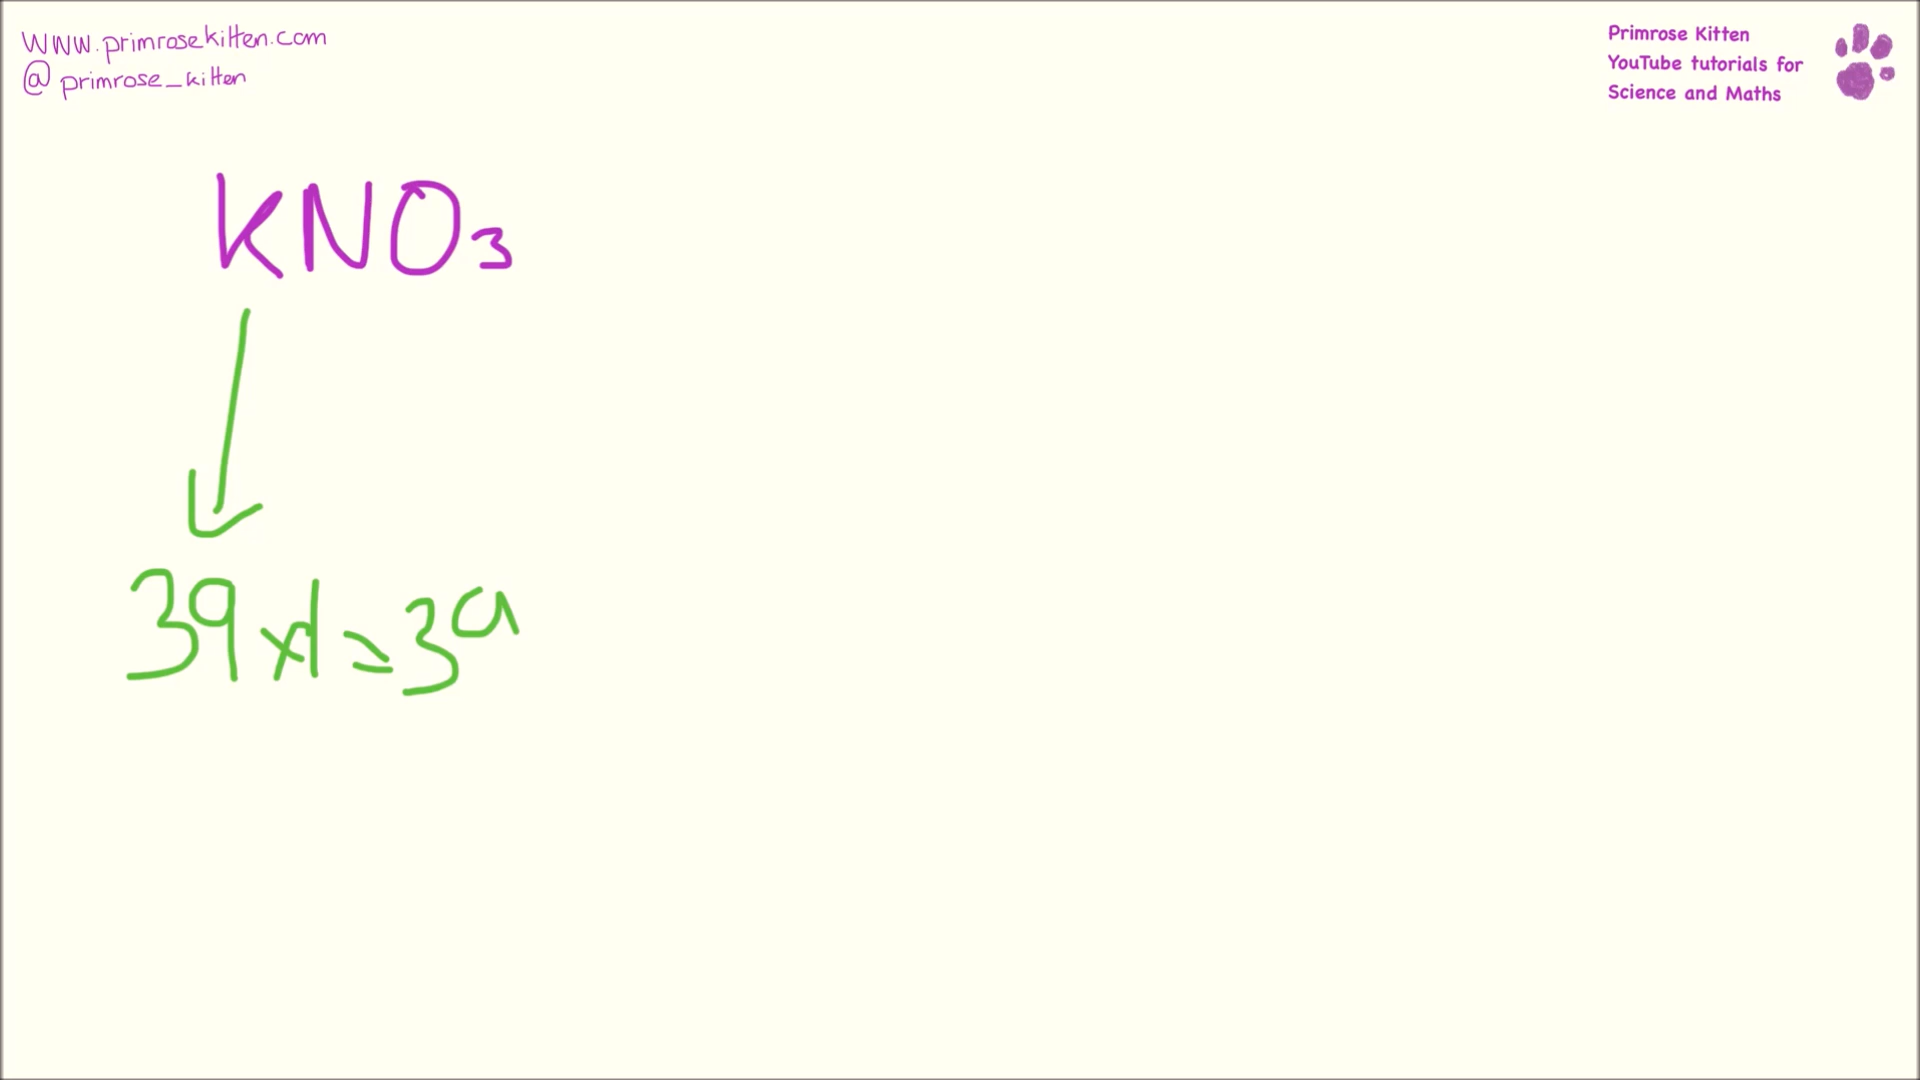 www.primrosekitten.com
@primrose_kitten
Primrose Kitten
YouTube tutorials for
Science and Maths
KNO₃
39x1=39